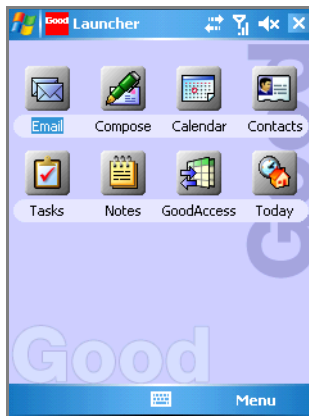 Good Launcher
Email Compose Calendar Contacts
Tasks Notes GoodAccess Today
Good
Good
Menu